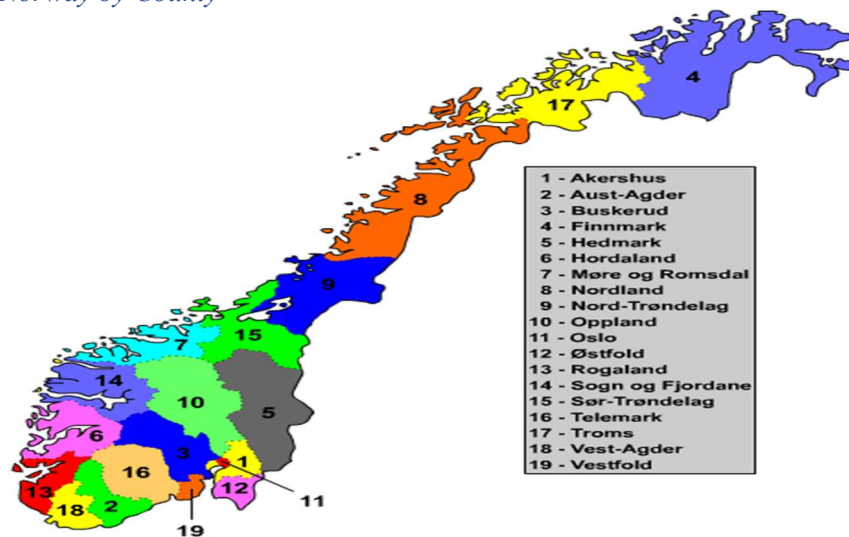 Norway by County
4
17
8
9
15
7
14
10
5
6
3
1
16
13
12
11
2
18
19
1 - Akershus
2 - Aust-Agder
3 - Buskerud
4 - Finnmark
5 - Hedmark
6 - Hordaland
7 - Møre og Romsdal
8 - Nordland
9 - Nord-Trøndelag
10 - Oppland
11 - Oslo
12 - Østfold
13 - Rogaland
14 - Sogn og Fjordane
15 - Sør-Trøndelag
16 - Telemark
17 - Troms
18 - Vest-Agder
19 - Vestfold